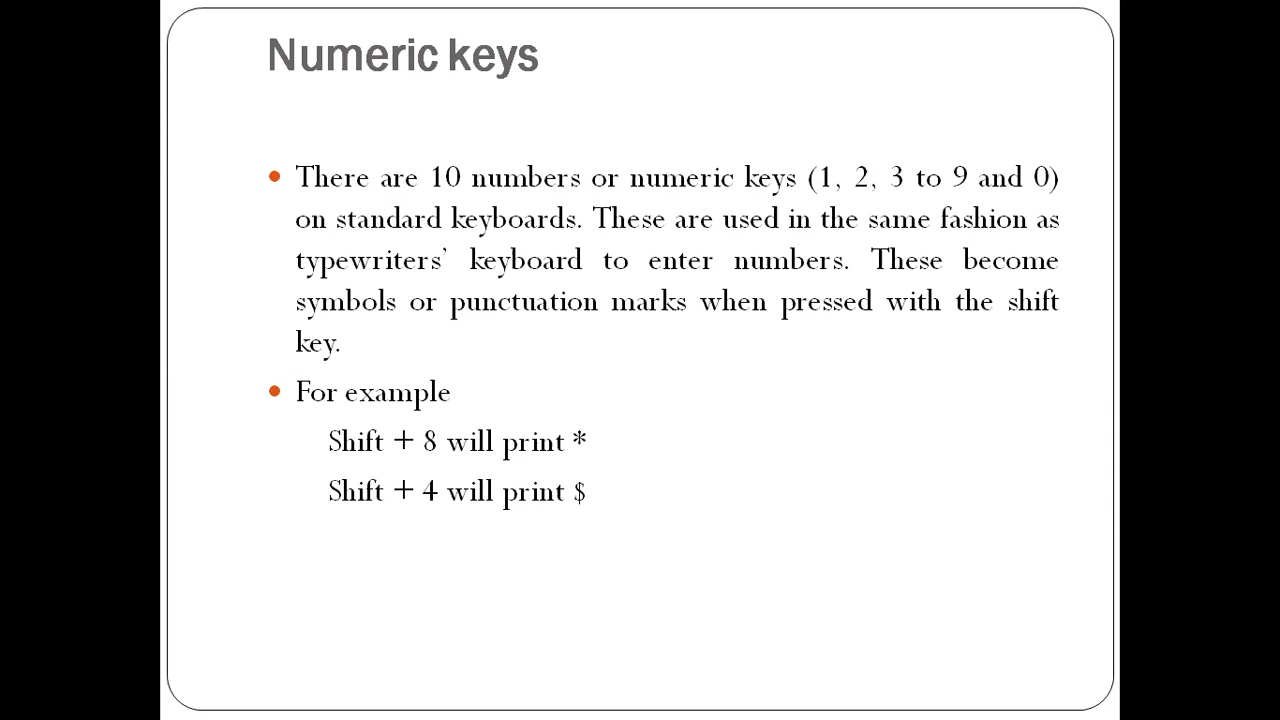 Numeric keys
• There are 10 numbers or numeric keys (1, 2, 3 to 9 and 0)
on standard keyboards. These are used in the same fashion as
typewriters’ keyboard to enter numbers. These become
symbols or punctuation marks when pressed with the shift
key.
• For example
Shift + 8 will print *
Shift + 4 will print $